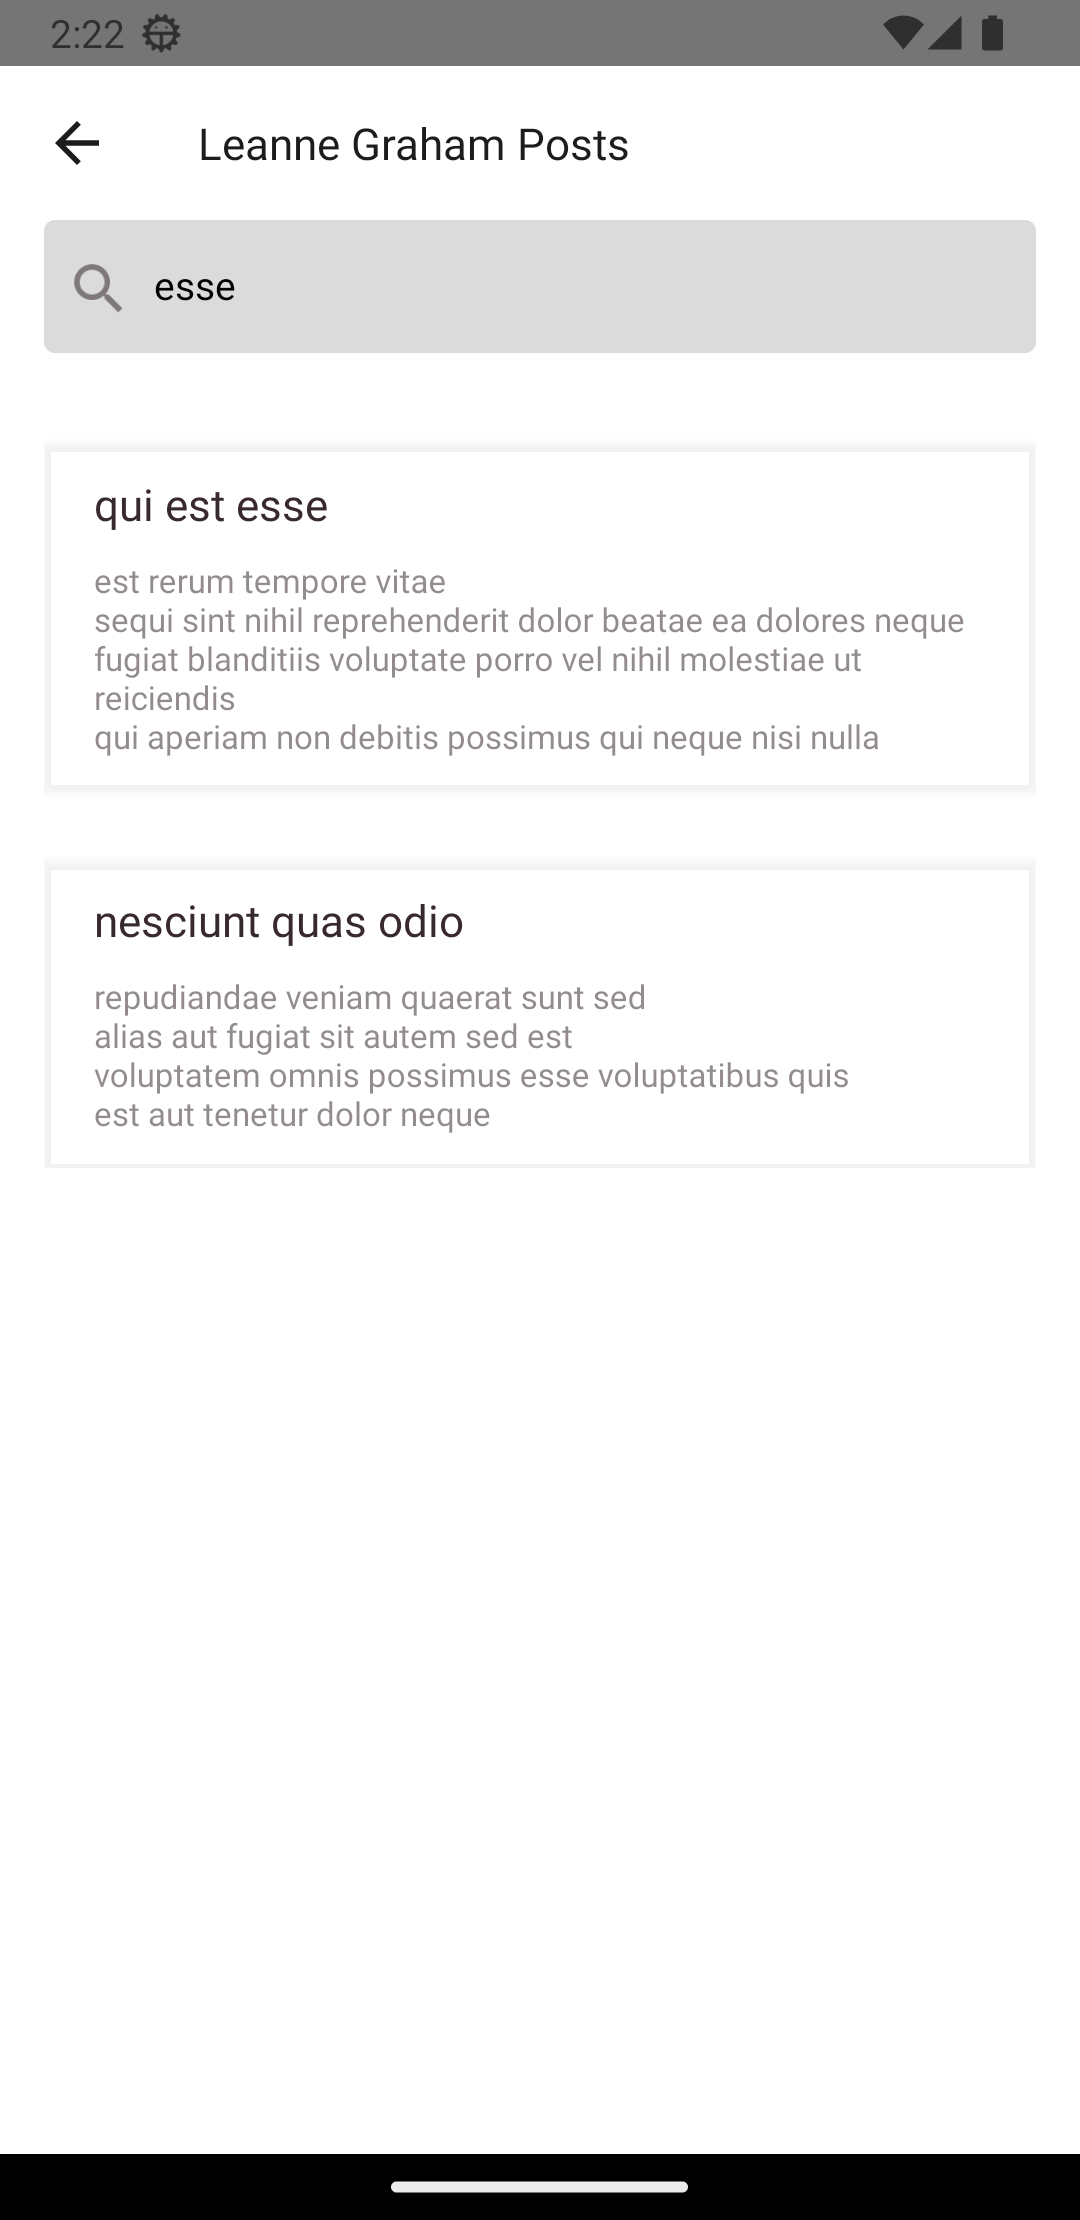 2:22
Leanne Graham Posts
esse
qui est esse
est rerum tempore vitae
sequi sint nihil reprehenderit dolor beatae ea dolores neque
fugiat blanditiis voluptate porro vel nihil molestiae ut
reiciendis
qui aperiam non debitis possimus qui neque nisi nulla
nesciunt quas odio
repudiandae veniam quaerat sunt sed
alias aut fugiat sit autem sed est
voluptatem omnis possimus esse voluptatibus quis
est aut tenetur dolor neque